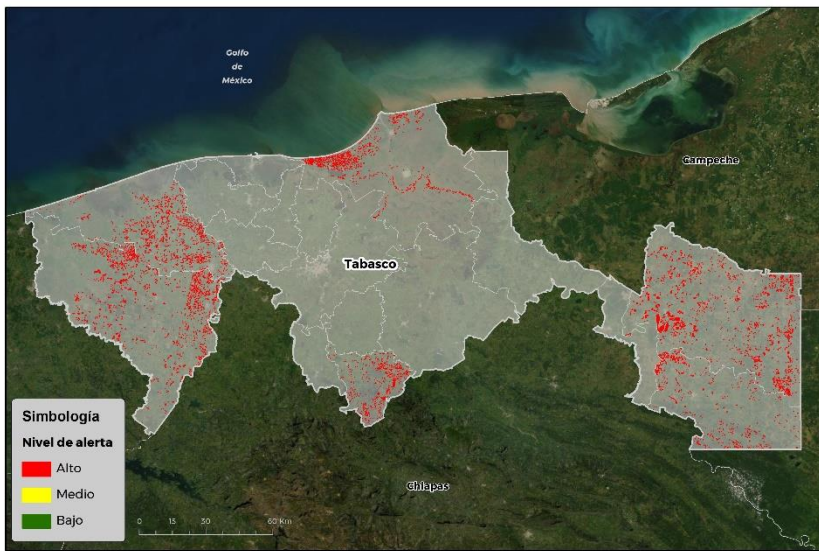 Golfo
de
México
Campeche
Tabasco
Chiapas
Simbología
Nivel de alerta
Alto
Medio
Bajo
0 15 30 60 Km